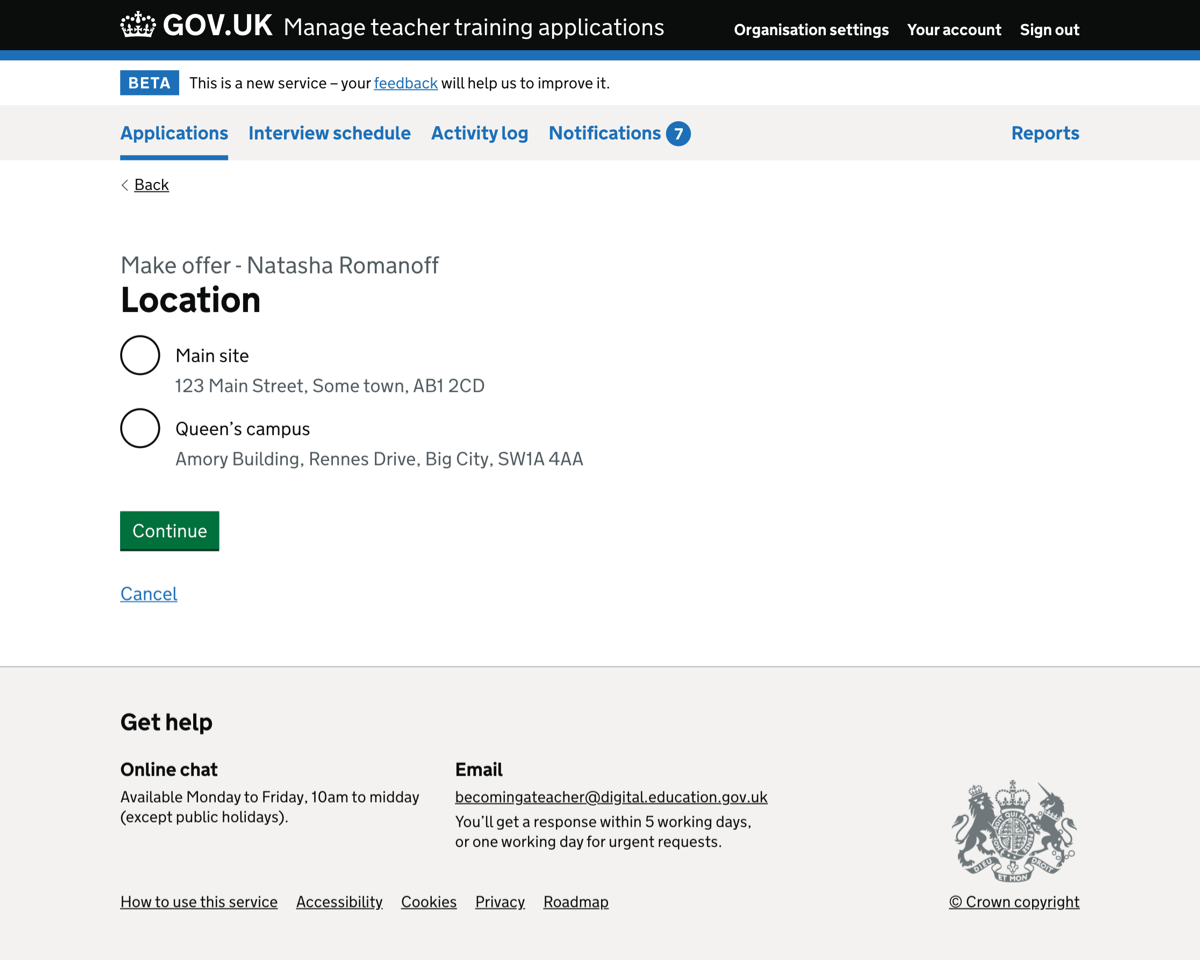 GOV.UK Manage teacher training applications Organisation settings Your account Sign out
BETA This is a new service – your feedback will help us to improve it.
Applications Interview schedule Activity log Notifications 7 Reports
Back
Make offer - Natasha Romanoff
Location
Main site
123 Main Street, Some town, AB1 2CD
Queen’s campus
Amory Building, Rennes Drive, Big City, SW1A 4AA
Continue
Cancel
Get help
Online chat
Available Monday to Friday, 10am to midday
(except public holidays).
Email
becomingateacher@digital.education.gov.uk
You’ll get a response within 5 working days,
or one working day for urgent requests.
DIEU ET MON DROIT
How to use this service Accessibility Cookies Privacy Roadmap
© Crown copyright